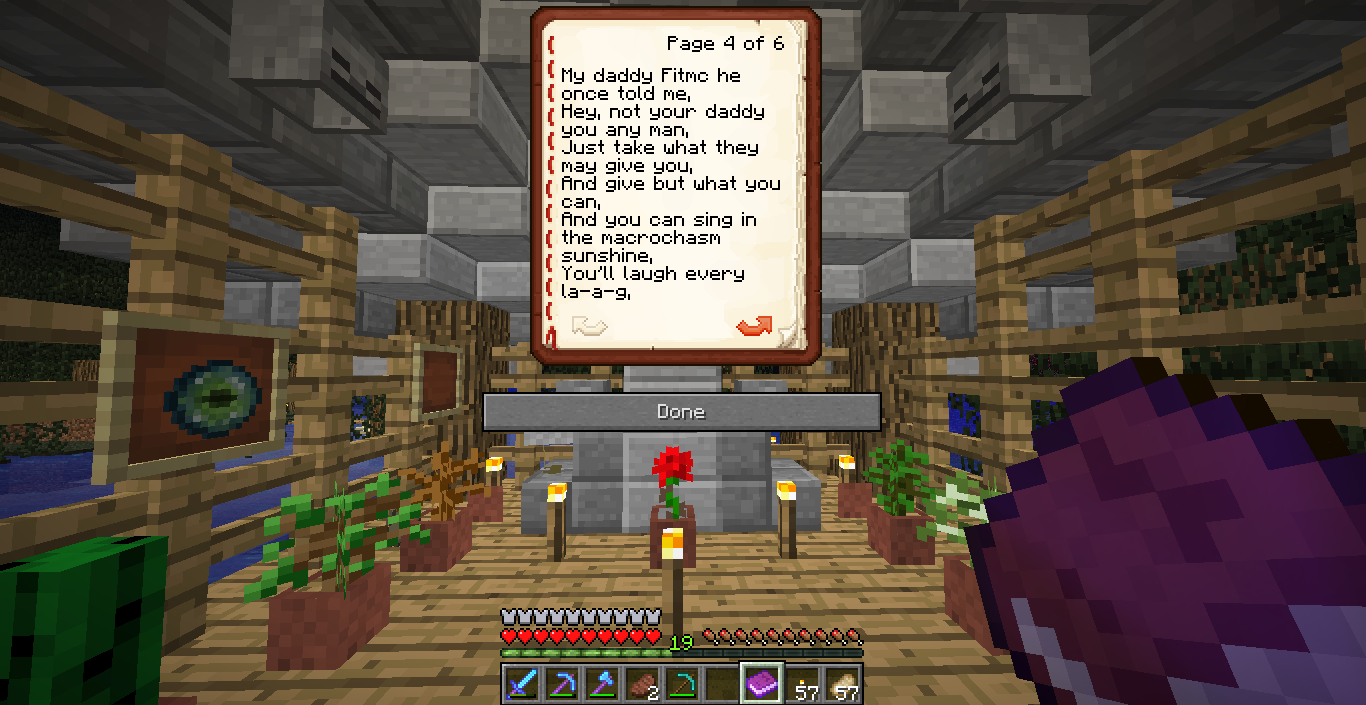 Page 4 of 6
My daddy Fitmc he
once told me,
Hey, not your daddy
you any man,
Just take what they
may give you,
And give but what you
can,
And you can sing in
the macrochasm
sunshine,
You'll laugh every
la-a-g,
Done
19
2
57
57